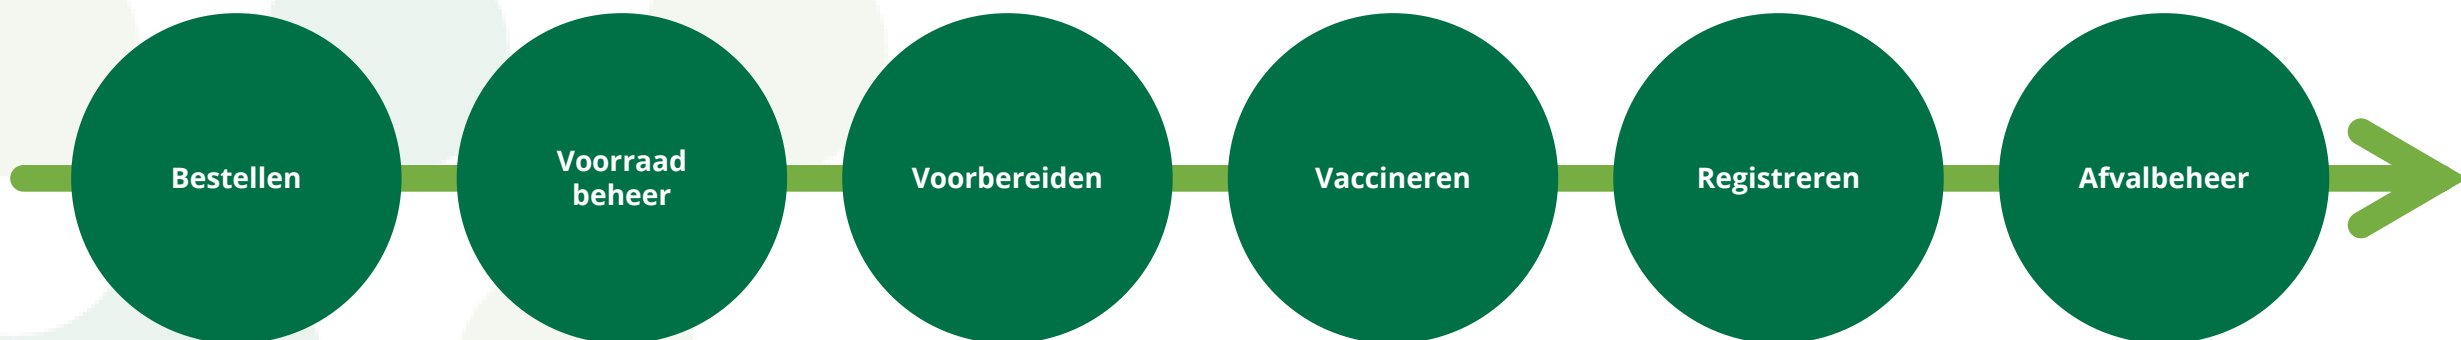 Bestellen
Voorraad
beheer
Voorbereiden
Vaccineren
Registreren
Afvalbeheer